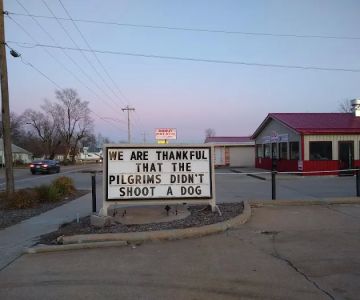 WE ARE THANKFUL
THAT THE
PILGRIMS DIDN'T
SHOOT A DOG